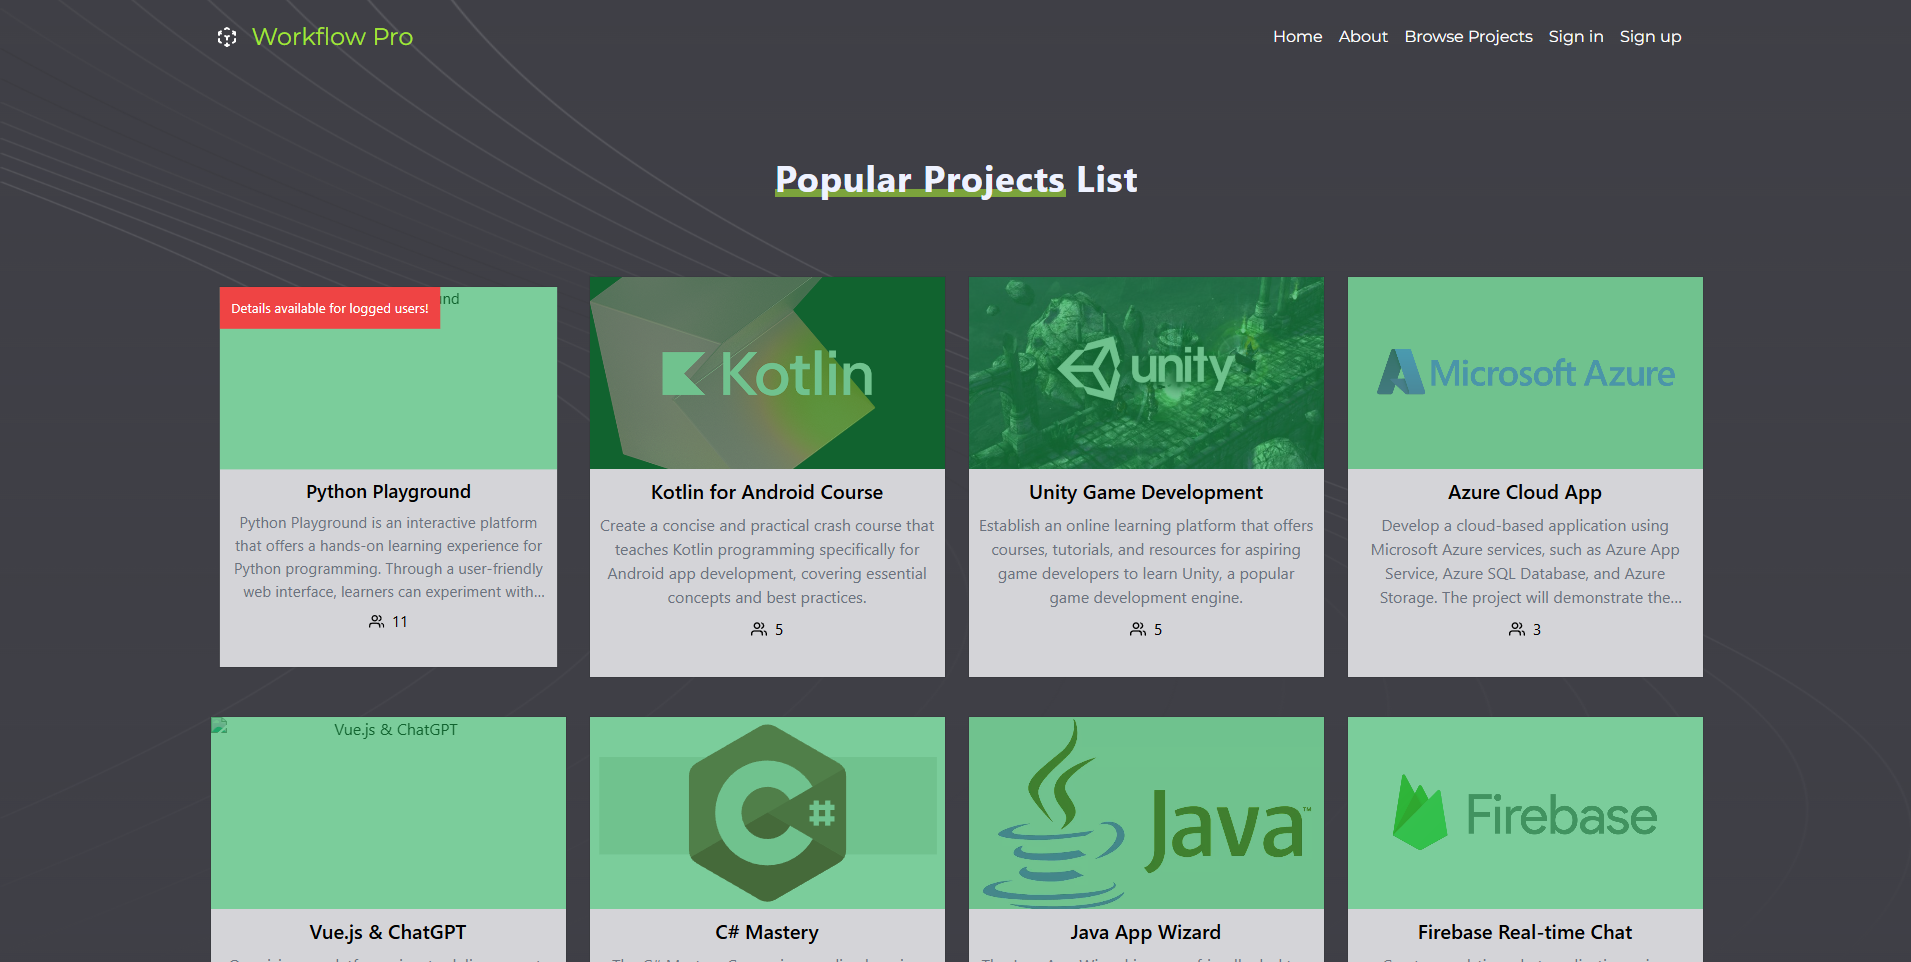 Workflow Pro
Home About Browse Projects Sign in Sign up
Popular Projects List
Details available for logged users!
Kotlin
unity
Microsoft Azure
Python Playground
Python Playground is an interactive platform
that offers a hands-on learning experience for
Python programming. Through a user-friendly
web interface, learners can experiment with...
11
Kotlin for Android Course
Create a concise and practical crash course that
teaches Kotlin programming specifically for
Android app development, covering essential
concepts and best practices.
5
Unity Game Development
Establish an online learning platform that offers
courses, tutorials, and resources for aspiring
game developers to learn Unity, a popular
game development engine.
5
Azure Cloud App
Develop a cloud-based application using
Microsoft Azure services, such as Azure App
Service, Azure SQL Database, and Azure
Storage. The project will demonstrate the...
3
Vue.js & ChatGPT
C#
Java™
Firebase
Vue.js & ChatGPT
C# Mastery
Java App Wizard
Firebase Real-time Chat